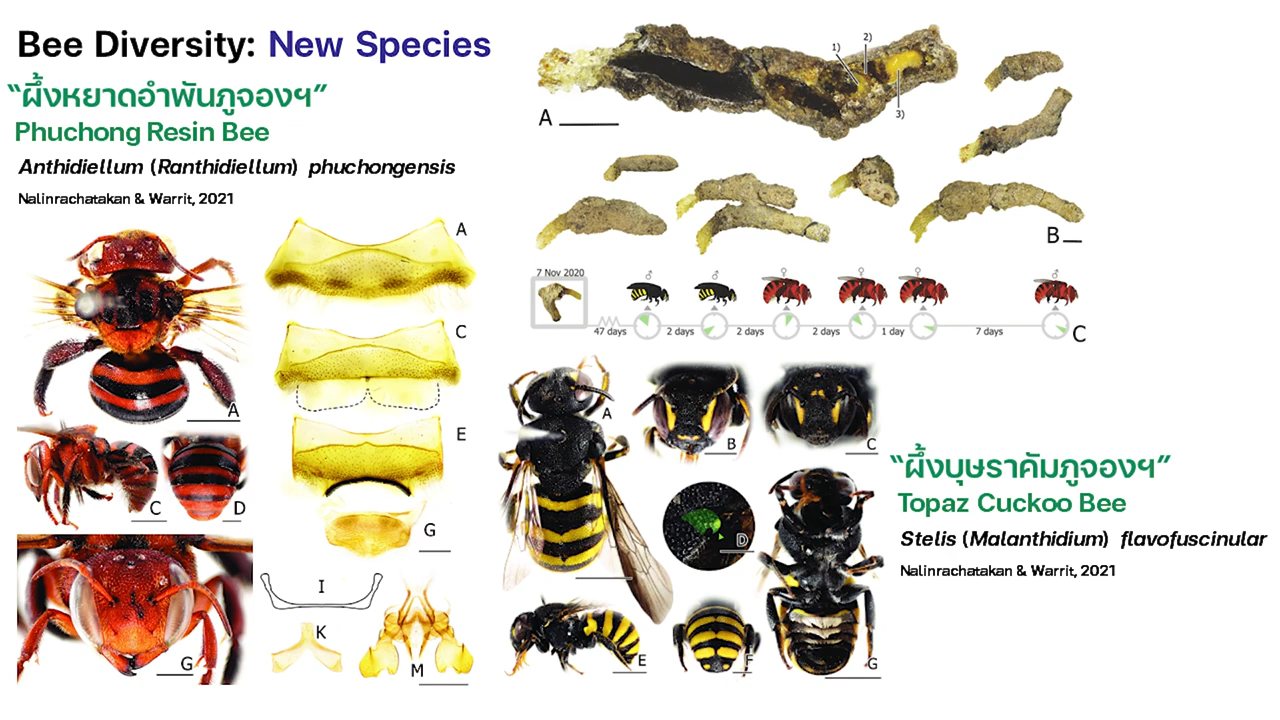 Bee Diversity: New Species
“ผึ้งหยาดอำพันภูจองฯ”
Phuchong Resin Bee
Anthidiellum (Ranthidiellum) phuchongensis
Nalinrachatakan & Warrit, 2021
A
C
D
G
A
C
E
G
I
K
M
1)
2)
3)
A
B
7 Nov 2020
♂ ♂ ♀ ♀ ♀ ♂
47 days 2 days 2 days 2 days 1 day 7 days
C
A
B
C
D
E
F
G
“ผึ้งบุษราคัมภูจองฯ”
Topaz Cuckoo Bee
Stelis (Malanthidium) flavofuscinular
Nalinrachatakan & Warrit, 2021